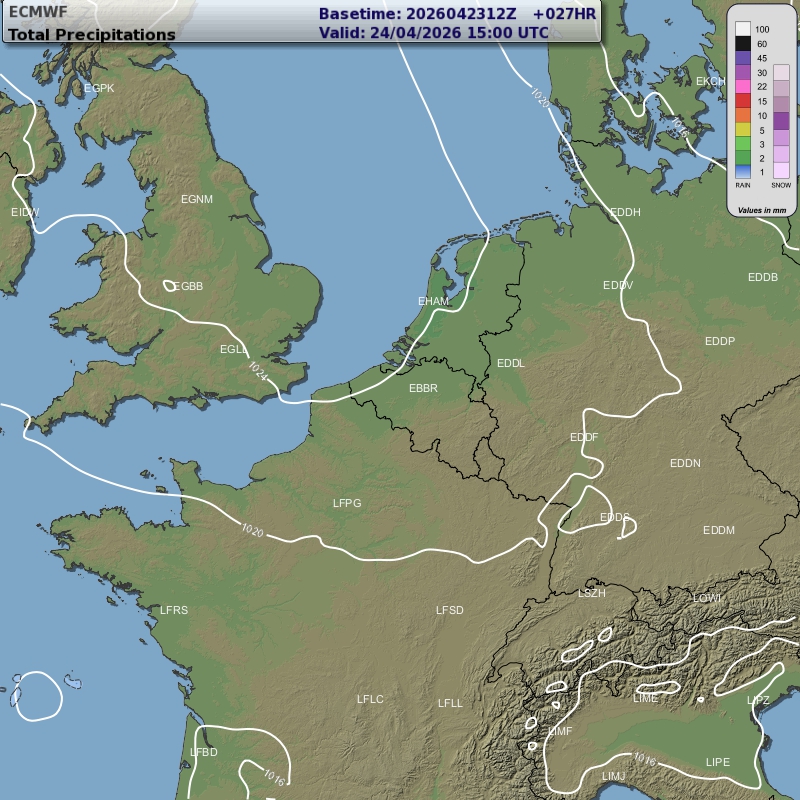 ECMWF
Basetime: 2026042312Z +027HR
Total Precipitations
Valid: 24/04/2026 15:00 UTC
100
60
45
30
22
15
10
5
3
2
1
RAIN SNOW
Values in mm
EGPK
EKCH
1020
1016
EGNM
EIDW
EDDH
EDDB
EGBB
EDDV
EHAM
EDDP
EGLL
EDDL
1024
EBBR
EDDF
EDDN
LFPG
EDDS
1020
EDDM
LSZH
LOWI
LFRS
LFSD
LFLC
LFLL
LIML
LIPZ
LIMF
LFBD
1016
1016
LIPE
LIMJ